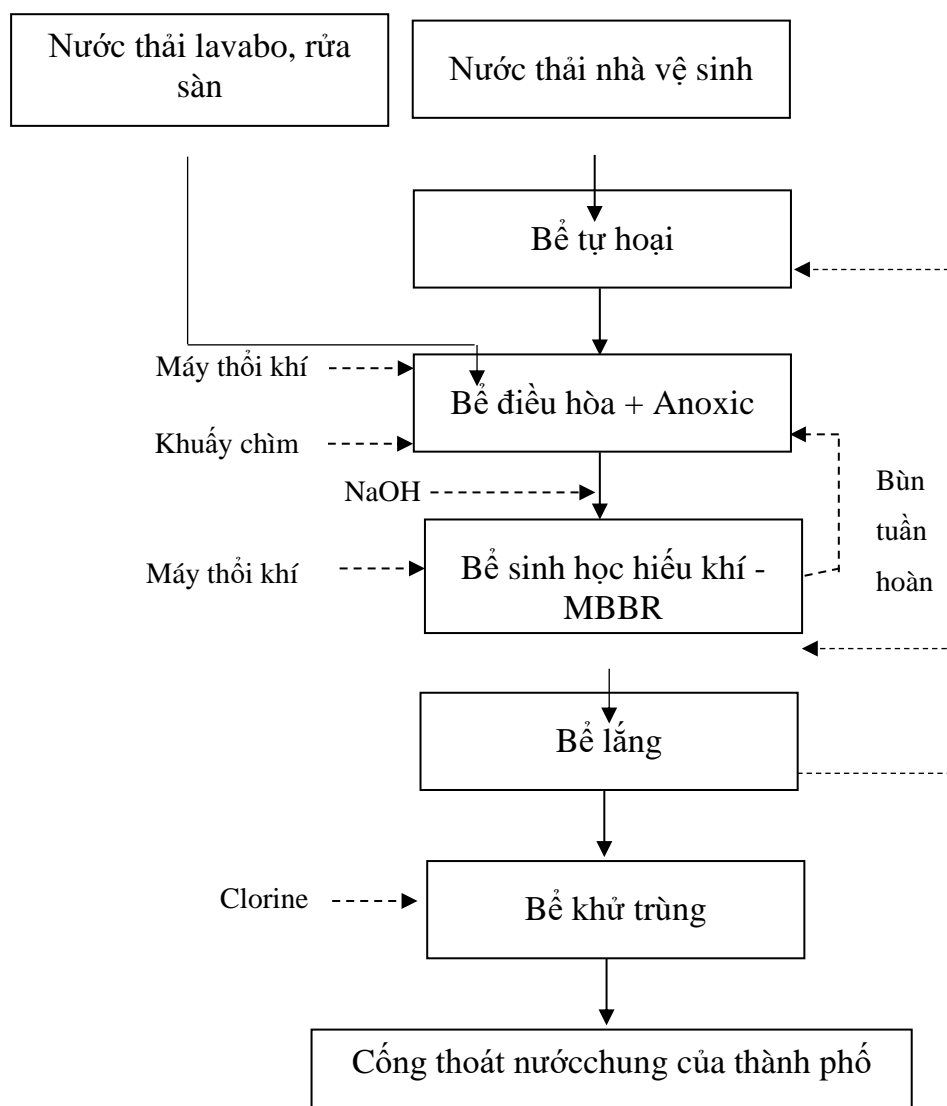 Nước thải lavabo, rửa
sàn
Nước thải nhà vệ sinh
Bể tự hoại
Máy thổi khí
Bể điều hòa + Anoxic
Khuấy chìm
NaOH
Bùn
tuần
hoàn
Máy thổi khí
Bể sinh học hiếu khí -
MBBR
Bể lắng
Clorine
Bể khử trùng
Cống thoát nướcchung của thành phố